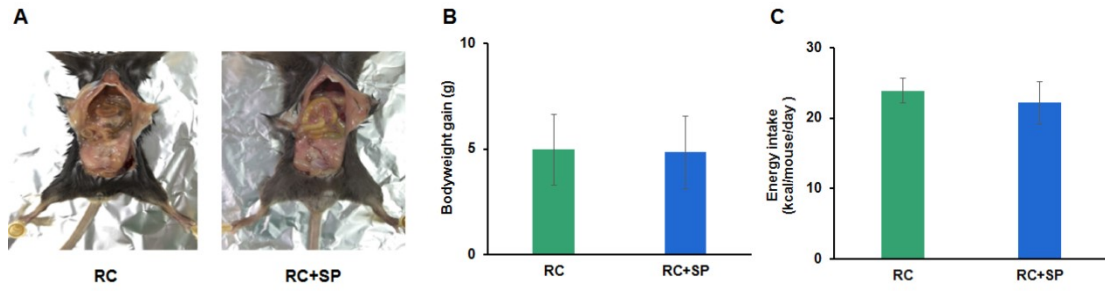 A
RC
RC+SP
B
Bodyweight gain (g)
10
5
0
RC
RC+SP
C
Energy intake
(kcal/mouse/day)
30
20
10
0
RC
RC+SP